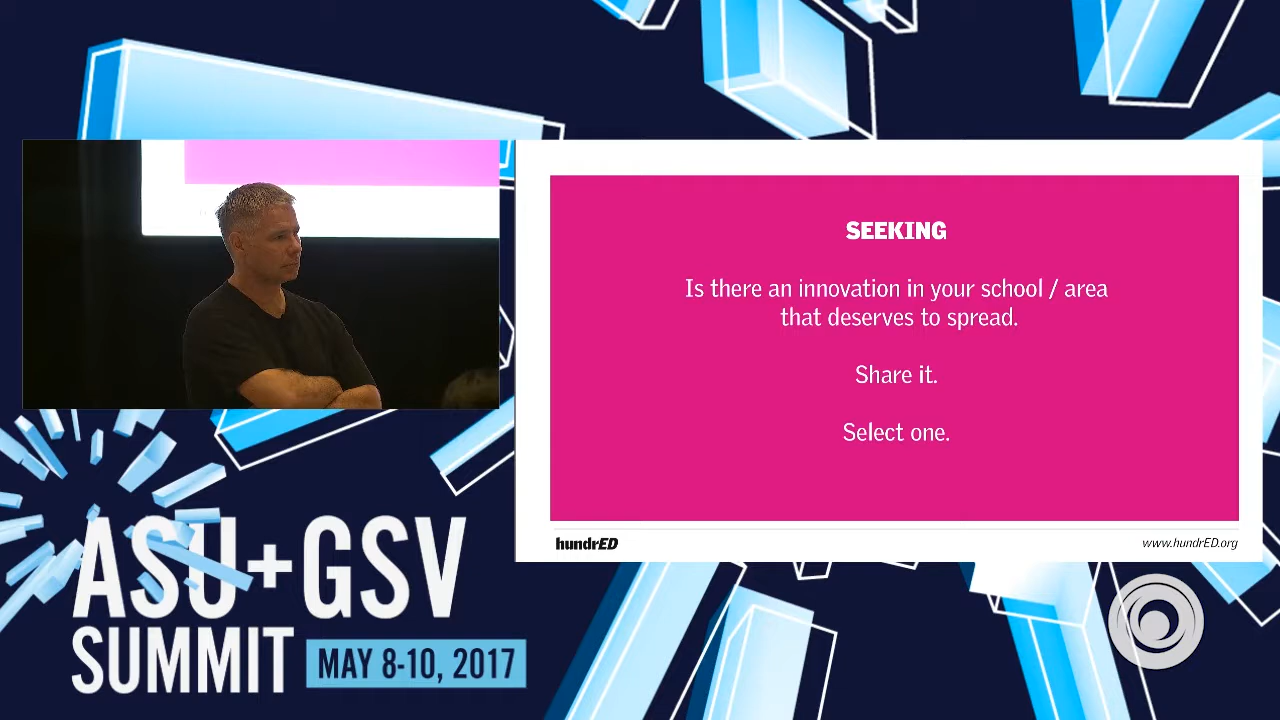 SEEKING
Is there an innovation in your school / area
that deserves to spread.
Share it.
Select one.
hundrED
www.hundrED.org
ASU+GSV
SUMMIT
MAY 8-10, 2017